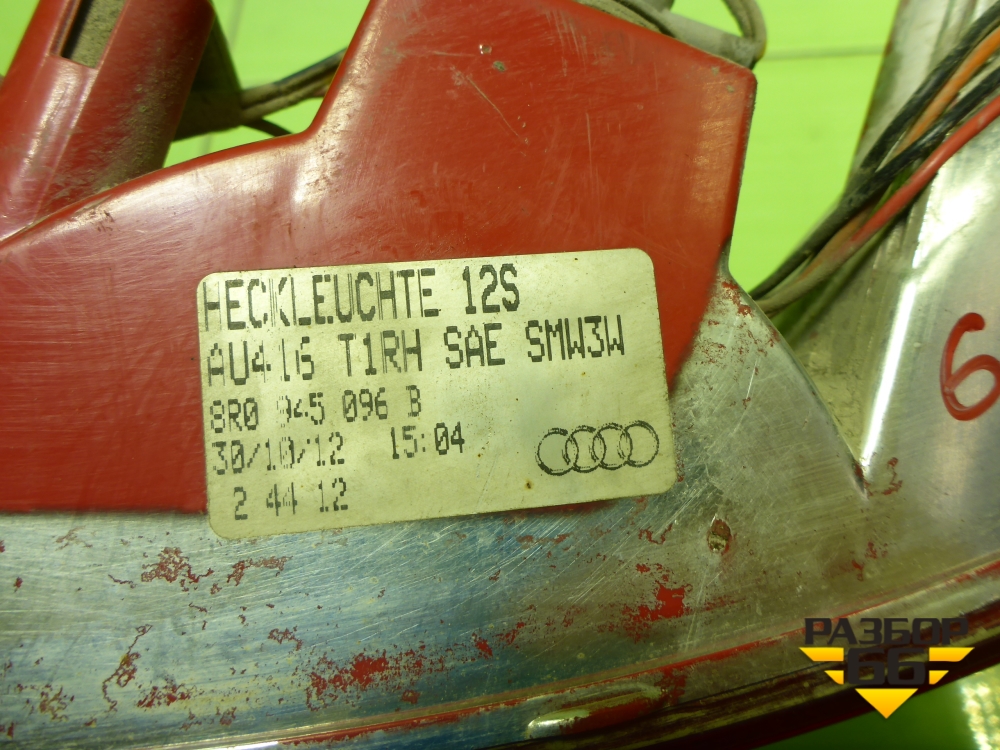 HECKLEUCHTE 12S
AU416 T1RH SAE SMW3W
8R0 945 096 B
30/10/12 15:04
2 44 12
6
РАЗБОР
66